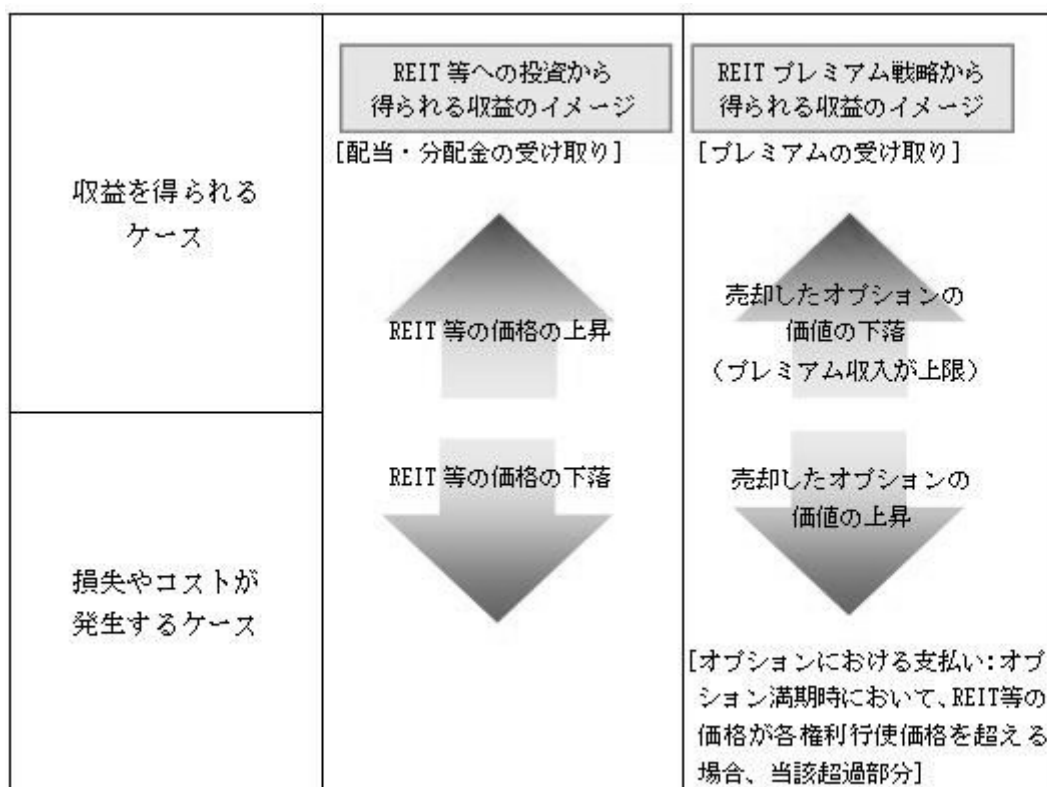 収益を得られる
ケース
REIT 等への投資から
得られる収益のイメージ
[配当・分配金の受け取り]
REIT 等の価格の上昇
REIT プレミアム戦略から
得られる収益のイメージ
[プレミアムの受け取り]
売却したオプションの
価値の下落
（プレミアム収入が上限）
損失やコストが
発生するケース
REIT 等の価格の下落
売却したオプションの
価値の上昇
[オプションにおける支払い:オプ
ション満期時において、REIT等の
価格が各権利行使価格を超える
場合、当該超過部分]